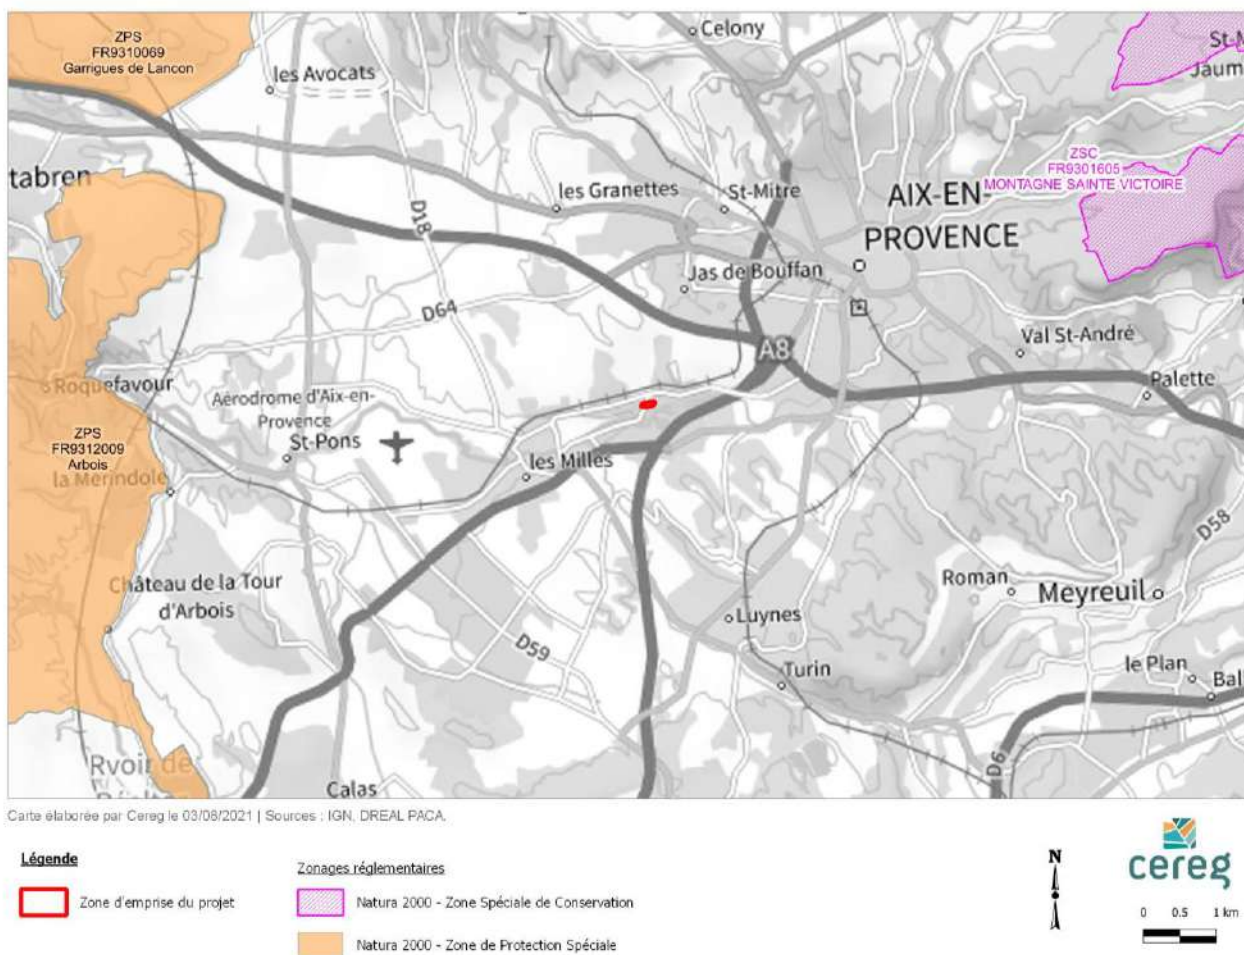 ZPS
FR9310069
Garrigues de Lancon
Celony
St-M
Jaum
les Avocats
ZSC
FR9301605
MONTAGNE SAINTE VICTOIRE
tabren
les Granettes
St-Mitre
AIX-EN-
PROVENCE
D18
Jas de Bouffan
D64
A8
Val St-André
Palette
Roquefavour
Aérodrome d'Aix-en-
Provence
St-Pons
ZPS
FR9312009
Arbois
la Mérindole
les Milles
D58
Château de la Tour
d'Arbois
Roman
Meyreuil
Luynes
D59
Turin
le Plan
Bal
Rvoir de
D6
Calas
Carte élaborée par Cereg le 03/08/2021 | Sources : IGN, DREAL PACA.
Légende
Zone d'emprise du projet
Zonages réglementaires
Natura 2000 - Zone Spéciale de Conservation
Natura 2000 - Zone de Protection Spéciale
N
cereg
0 0.5 1 km